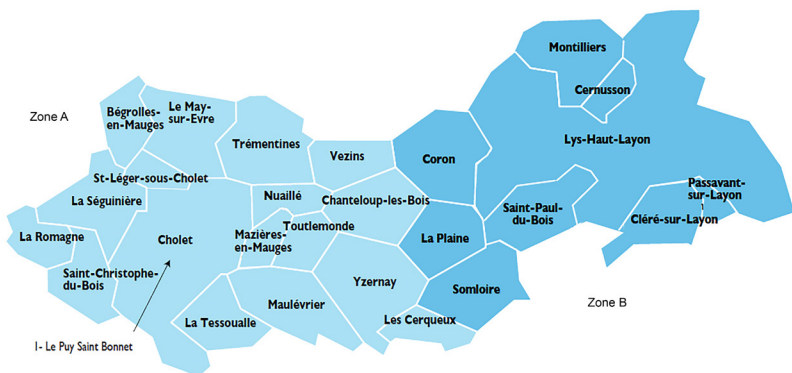 Montilliers
Cernusson
Zone A
Bégrolles-
en-Mauges
Le May-
sur-Evre
Trémentines
Vezins
Coron
Lys-Haut-Layon
St-Léger-sous-Cholet
La Séguinière
Nuaillé
Chanteloup-les-Bois
Passavant-
sur-Layon
Saint-Paul-
du-Bois
Cléré-sur-Layon
La Romagne
Cholet
Mazières-
en-Mauges
Toutlemonde
La Plaine
Saint-Christophe-
du-Bois
Yzernay
Somloire
Zone B
La Tessoualle
Maulévrier
Les Cerqueux
1- Le Puy Saint Bonnet